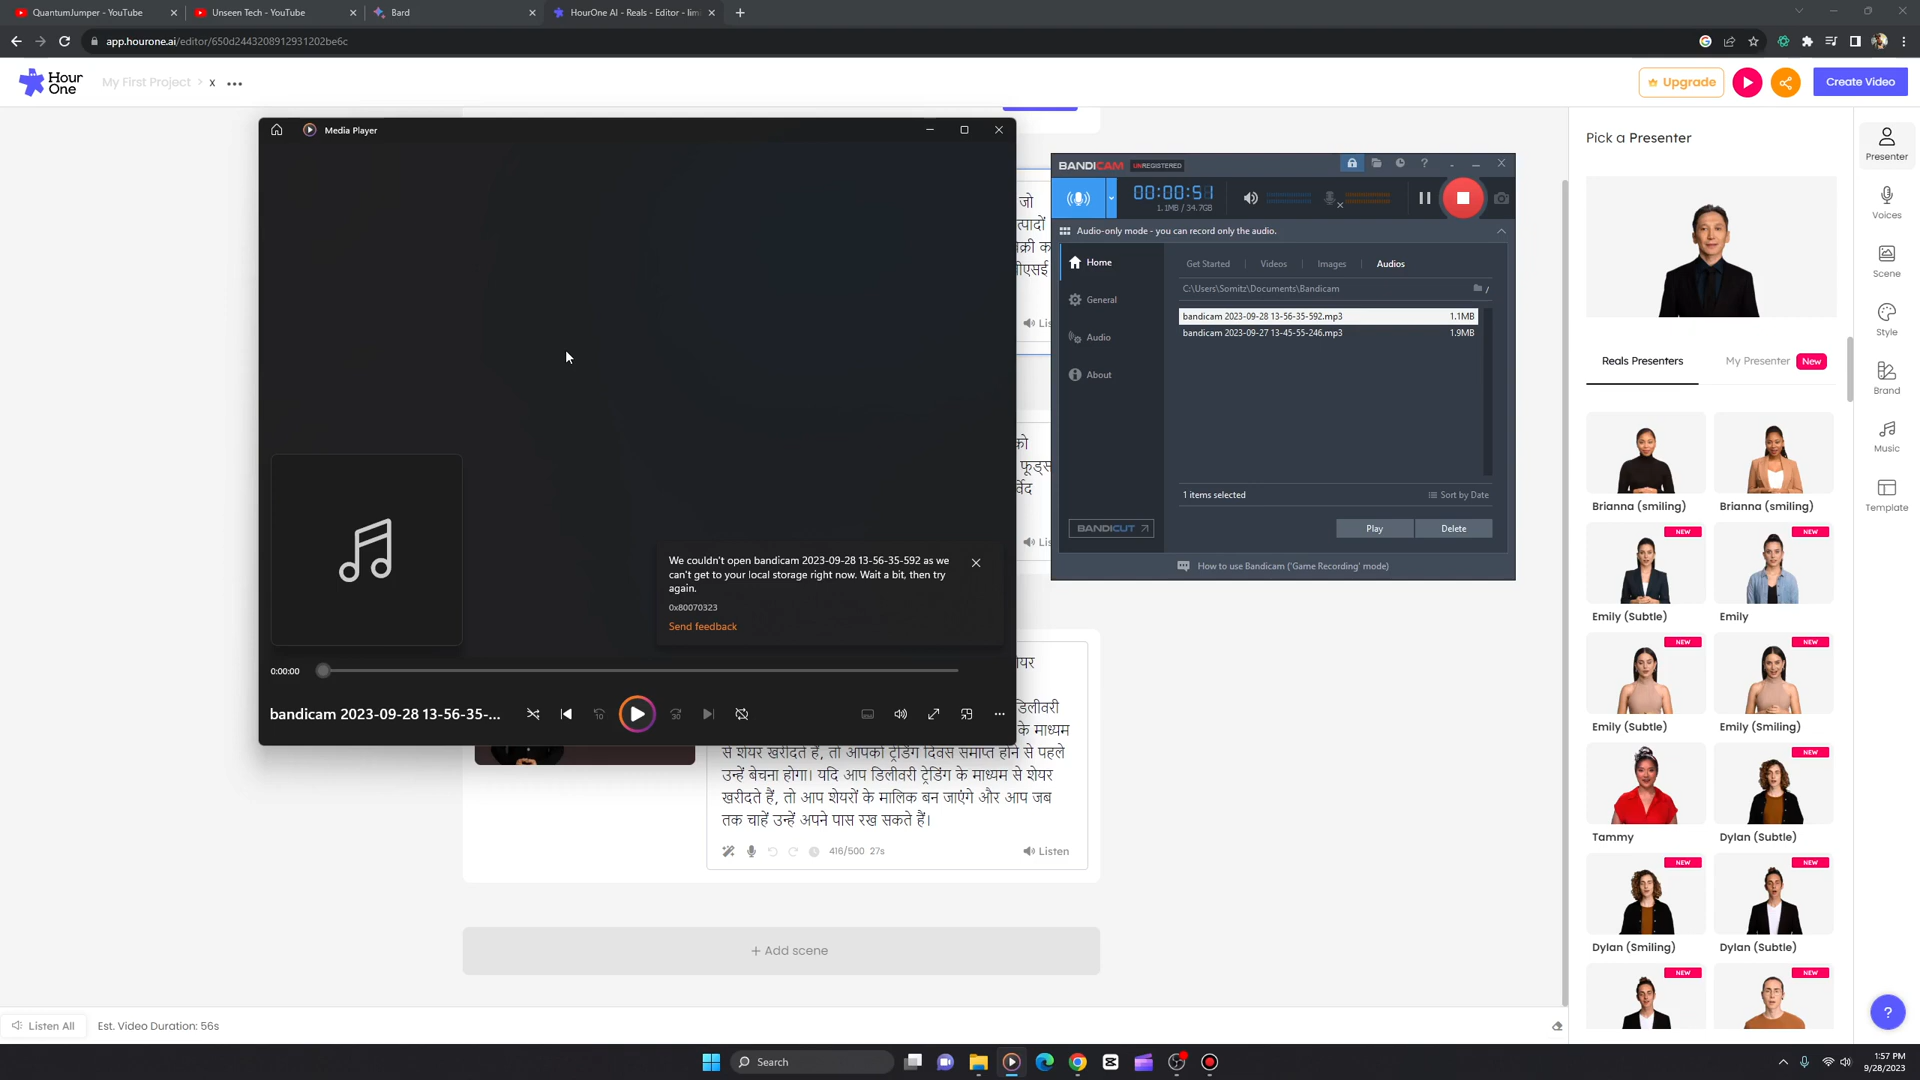 QuantumJumper - YouTube
Unseen Tech - YouTube
Bard
HourOne AI - Reals - Editor - lim
app.hourone.ai/editor/650d2443208912931202be6c
Hour One
My First Project > x
Upgrade
Create Video
Media Player
We couldn't open bandicam 2023-09-28 13-56-35-592 as we
can't get to your local storage right now. Wait a bit, then try
again.
0x80070323
Send feedback
0:00:00
bandicam 2023-09-28 13-56-35-...
10
30
BANDICAM UNREGISTERED
00:00:51
1.1MB / 34.7GB
Audio-only mode - you can record only the audio.
Home
General
Audio
About
Get Started
Videos
Images
Audios
C:\Users\Somitz\Documents\Bandicam
bandicam 2023-09-28 13-56-35-592.mp3 1.1MB
bandicam 2023-09-27 13-45-55-246.mp3 1.9MB
1 items selected
Sort by Date
BANDICUT
Play
Delete
How to use Bandicam ('Game Recording' mode)
जो
त्पादों
को
फूड्स
डिलीवरी
के माध्यम
से शेयर खरीदते हैं, तो आपको ट्रेडिंग दिवस समाप्त होने से पहले
उन्हें बेचना होगा। यदि आप डिलीवरी ट्रेडिंग के माध्यम से शेयर
खरीदते हैं, तो आप शेयरों के मालिक बन जाएंगे और आप जब
तक चाहें उन्हें अपने पास रख सकते हैं।
416/500 27s
Listen
+ Add scene
Listen All
Est. Video Duration: 56s
Pick a Presenter
Reals Presenters
My Presenter New
Brianna (smiling)
Brianna (smiling)
NEW
NEW
Emily (Subtle)
Emily
NEW
NEW
Emily (Subtle)
Emily (Smiling)
NEW
Tammy
Dylan (Subtle)
NEW
NEW
Dylan (Smiling)
Dylan (Subtle)
NEW
NEW
Presenter
Voices
Scene
Style
Brand
Music
Template
?
Search
1:57 PM
9/28/2023